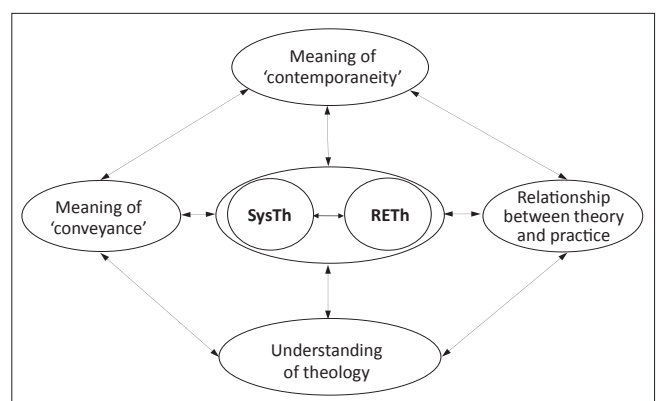 Meaning of
‘contemporaneity’
Meaning of
‘conveyance’
SysTh
RETh
Relationship
between theory
and practice
Understanding
of theology